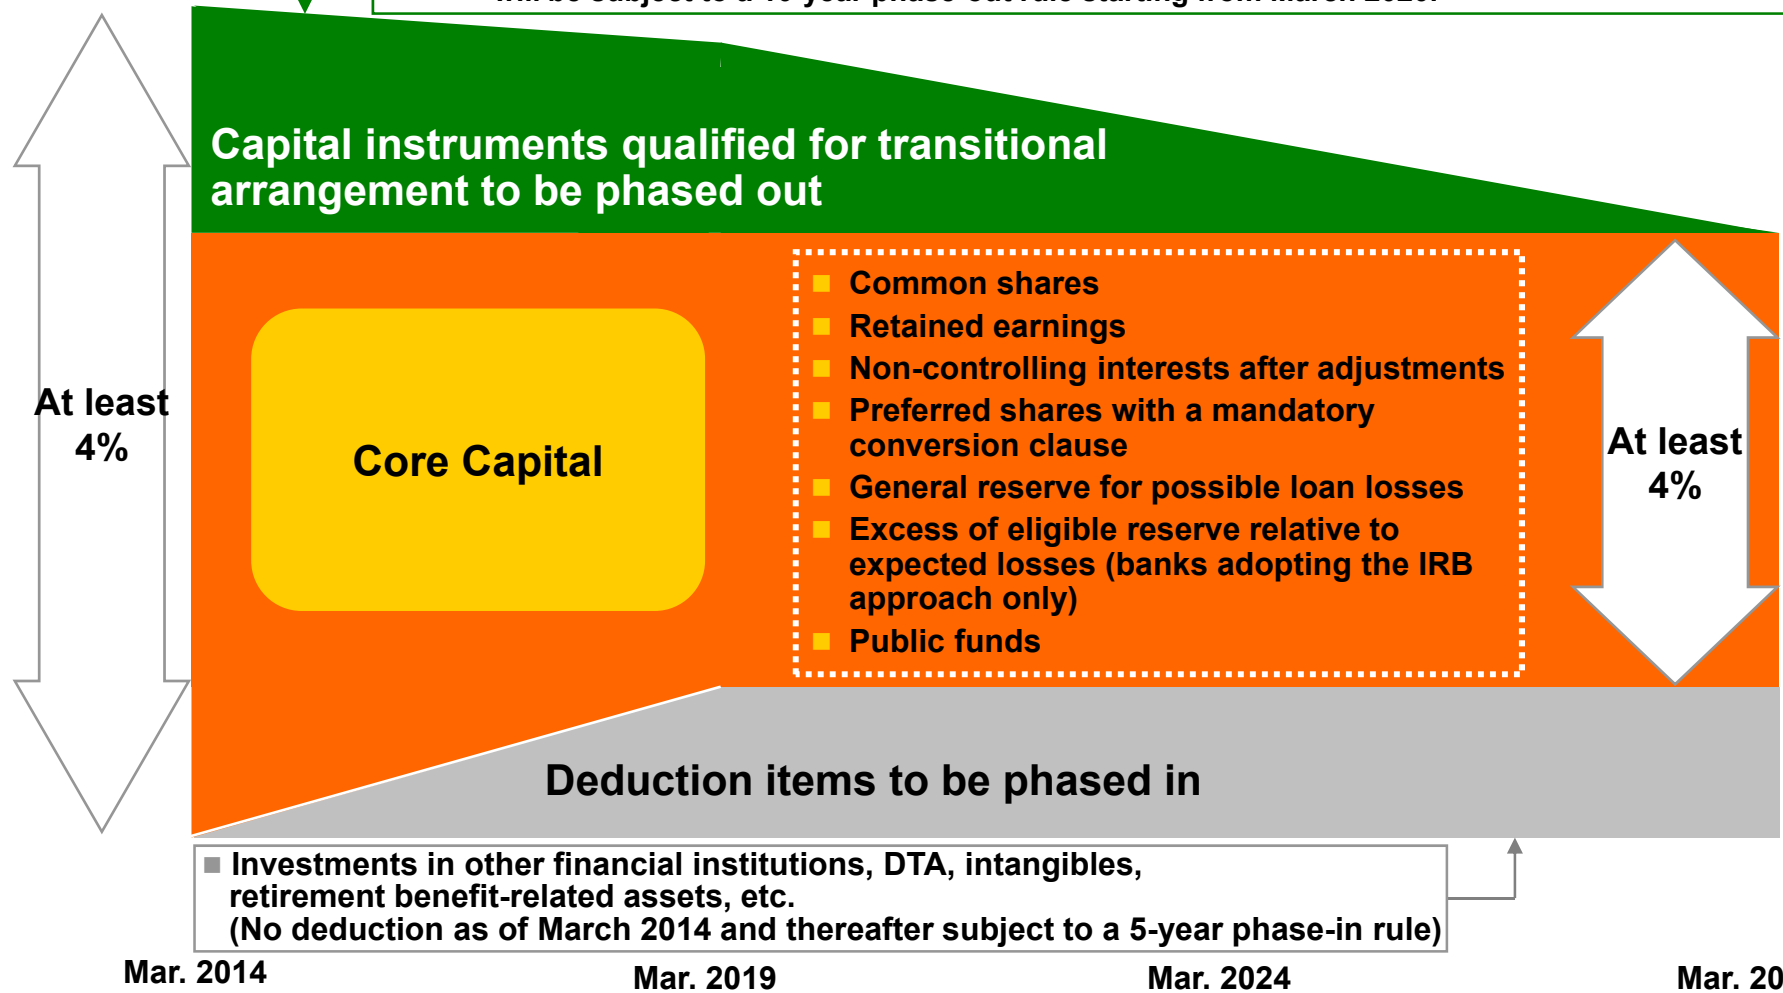 Capital instruments qualified for transitional
arrangement to be phased out
At least
4%
Core Capital
■ Common shares
■ Retained earnings
■ Non-controlling interests after adjustments
■ Preferred shares with a mandatory
conversion clause
■ General reserve for possible loan losses
■ Excess of eligible reserve relative to
expected losses (banks adopting the IRB
approach only)
■ Public funds
At least
4%
Deduction items to be phased in
■ Investments in other financial institutions, DTA, intangibles,
retirement benefit-related assets, etc.
(No deduction as of March 2014 and thereafter subject to a 5-year phase-in rule)
Mar. 2014
Mar. 2019
Mar. 2024
Mar. 20